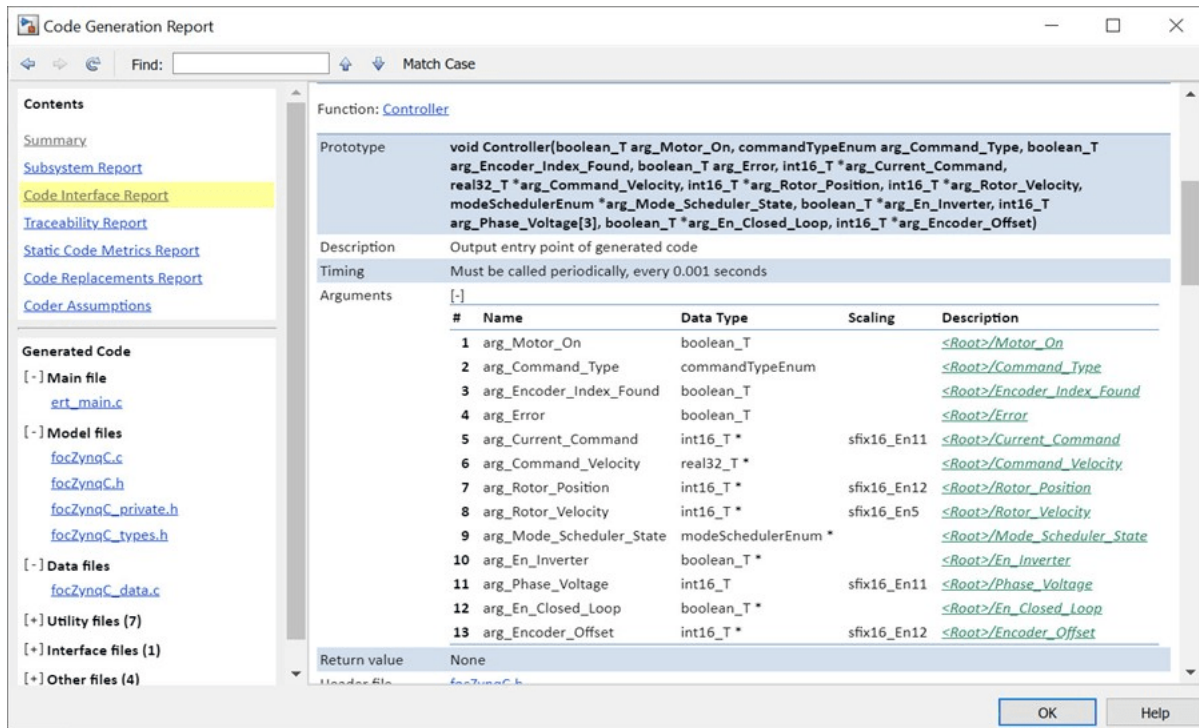 Code Generation Report
Find:
Match Case
Contents
Summary
Subsystem Report
Code Interface Report
Traceability Report
Static Code Metrics Report
Code Replacements Report
Coder Assumptions
Generated Code
[-] Main file
ert_main.c
[-] Model files
focZynqC.c
focZynqC.h
focZynqC_private.h
focZynqC_types.h
[-] Data files
focZynqC_data.c
[+] Utility files (7)
[+] Interface files (1)
[+] Other files (4)
Function: Controller
Prototype void Controller(boolean_T arg_Motor_On, commandTypeEnum arg_Command_Type, boolean_T
arg_Encoder_Index_Found, boolean_T arg_Error, int16_T *arg_Current_Command,
real32_T *arg_Command_Velocity, int16_T *arg_Rotor_Position, int16_T *arg_Rotor_Velocity,
modeSchedulerEnum *arg_Mode_Scheduler_State, boolean_T *arg_En_Inverter, int16_T
arg_Phase_Voltage[3], boolean_T *arg_En_Closed_Loop, int16_T *arg_Encoder_Offset)
Description Output entry point of generated code
Timing Must be called periodically, every 0.001 seconds
Arguments [-]
# Name Data Type Scaling Description
1 arg_Motor_On boolean_T <Root>/Motor_On
2 arg_Command_Type commandTypeEnum <Root>/Command_Type
3 arg_Encoder_Index_Found boolean_T <Root>/Encoder_Index_Found
4 arg_Error boolean_T <Root>/Error
5 arg_Current_Command int16_T * sfix16_En11 <Root>/Current_Command
6 arg_Command_Velocity real32_T * <Root>/Command_Velocity
7 arg_Rotor_Position int16_T * sfix16_En12 <Root>/Rotor_Position
8 arg_Rotor_Velocity int16_T * sfix16_En5 <Root>/Rotor_Velocity
9 arg_Mode_Scheduler_State modeSchedulerEnum * <Root>/Mode_Scheduler_State
10 arg_En_Inverter boolean_T * <Root>/En_Inverter
11 arg_Phase_Voltage int16_T sfix16_En11 <Root>/Phase_Voltage
12 arg_En_Closed_Loop boolean_T * <Root>/En_Closed_Loop
13 arg_Encoder_Offset int16_T * sfix16_En12 <Root>/Encoder_Offset
Return value None
Header file focZynqC.h
OK Help